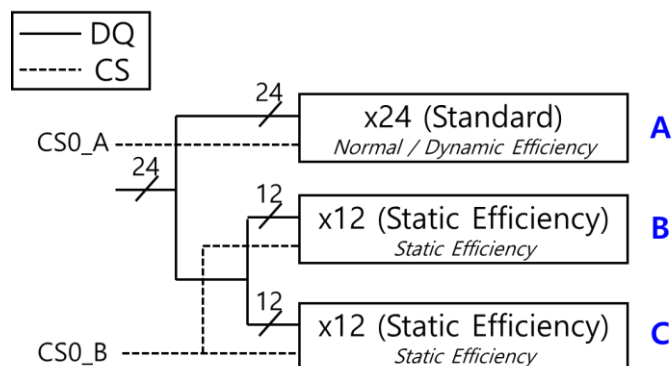 DQ
CS
24
x24 (Standard)
Normal / Dynamic Efficiency
A
CS0_A
24
12
x12 (Static Efficiency)
Static Efficiency
B
12
x12 (Static Efficiency)
Static Efficiency
C
CS0_B